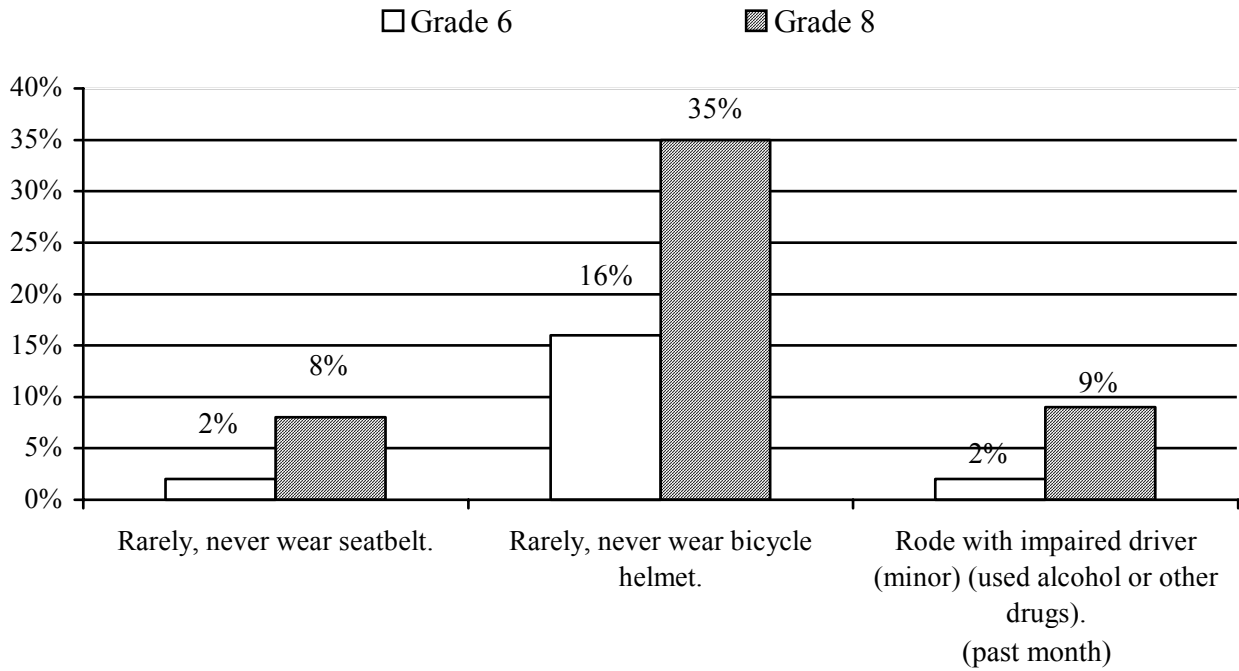 Grade 6 Grade 8
40%
35%
30%
25%
20%
15%
10%
5%
0%
35%
16%
8%
2%
9%
2%
Rarely, never wear seatbelt.
Rarely, never wear bicycle
helmet.
Rode with impaired driver
(minor) (used alcohol or other
drugs).
(past month)